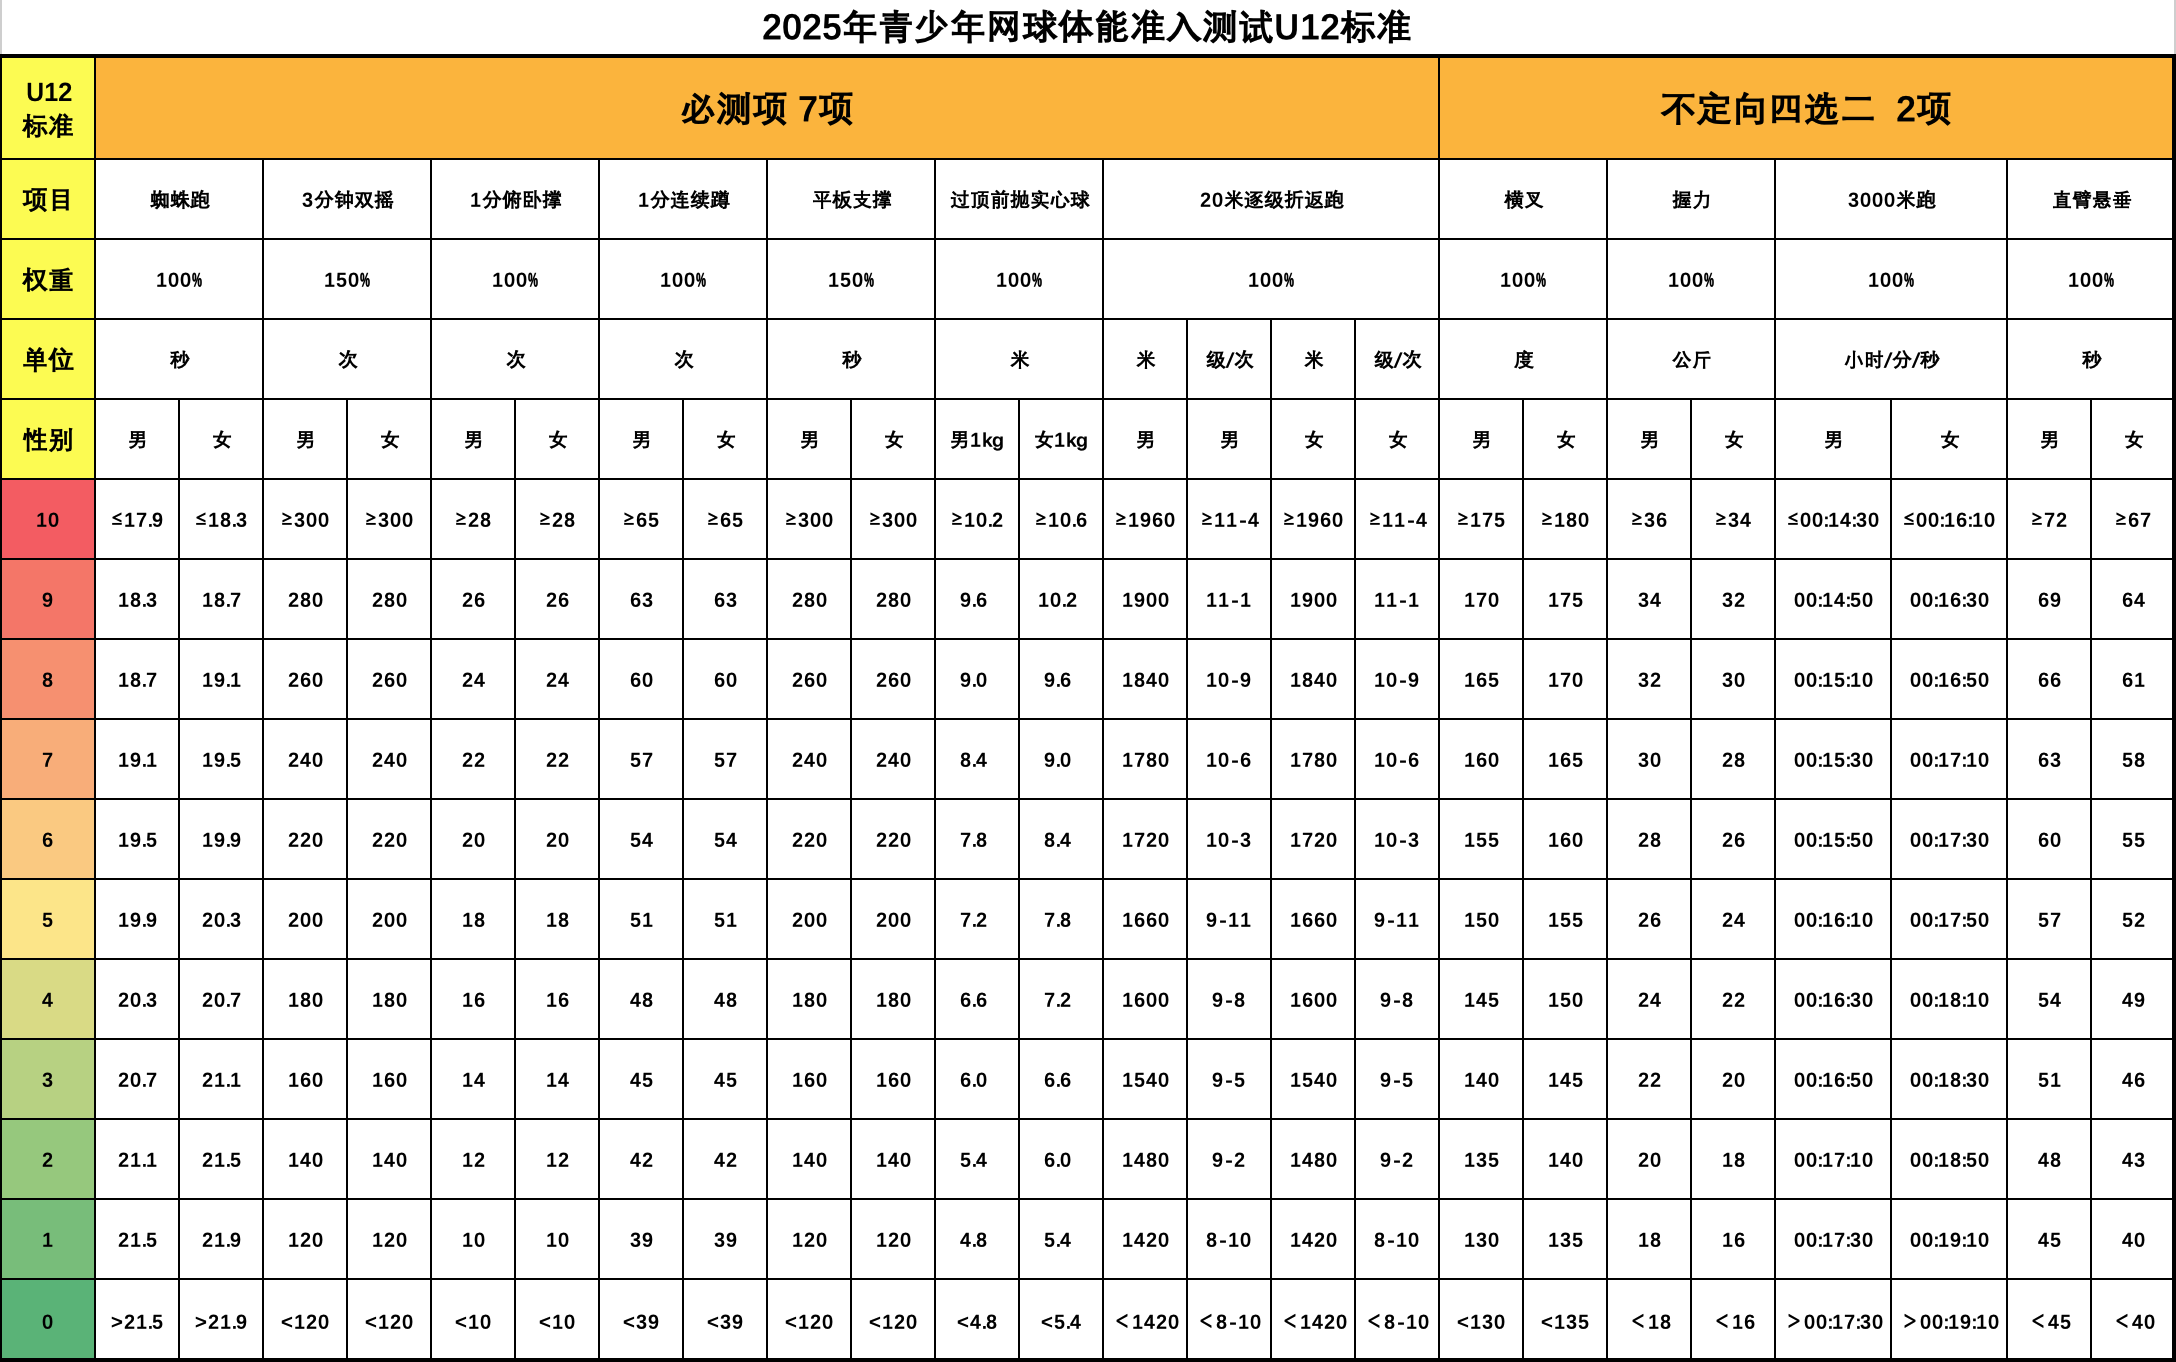 2025年青少年网球体能准入测试U12标准
U12 标准 必测项 7项 不定向四选二 2项
项目 蜘蛛跑 3分钟双摇 1分俯卧撑 1分连续蹲 平板支撑 过顶前抛实心球 20米逐级折返跑 横叉 握力 3000米跑 直臂悬垂
权重 100% 150% 100% 100% 150% 100% 100% 100% 100% 100% 100%
单位 秒 次 次 次 秒 米 米 级/次 米 级/次 度 公斤 小时/分/秒 秒
性别 男 女 男 女 男 女 男 女 男 女 男1kg 女1kg 男 男 女 女 男 女 男 女 男 女 男 女
10 ≤17.9 ≤18.3 ≥300 ≥300 ≥28 ≥28 ≥65 ≥65 ≥300 ≥300 ≥10.2 ≥10.6 ≥1960 ≥11-4 ≥1960 ≥11-4 ≥175 ≥180 ≥36 ≥34 ≤00:14:30 ≤00:16:10 ≥72 ≥67
9 18.3 18.7 280 280 26 26 63 63 280 280 9.6 10.2 1900 11-1 1900 11-1 170 175 34 32 00:14:50 00:16:30 69 64
8 18.7 19.1 260 260 24 24 60 60 260 260 9.0 9.6 1840 10-9 1840 10-9 165 170 32 30 00:15:10 00:16:50 66 61
7 19.1 19.5 240 240 22 22 57 57 240 240 8.4 9.0 1780 10-6 1780 10-6 160 165 30 28 00:15:30 00:17:10 63 58
6 19.5 19.9 220 220 20 20 54 54 220 220 7.8 8.4 1720 10-3 1720 10-3 155 160 28 26 00:15:50 00:17:30 60 55
5 19.9 20.3 200 200 18 18 51 51 200 200 7.2 7.8 1660 9-11 1660 9-11 150 155 26 24 00:16:10 00:17:50 57 52
4 20.3 20.7 180 180 16 16 48 48 180 180 6.6 7.2 1600 9-8 1600 9-8 145 150 24 22 00:16:30 00:18:10 54 49
3 20.7 21.1 160 160 14 14 45 45 160 160 6.0 6.6 1540 9-5 1540 9-5 140 145 22 20 00:16:50 00:18:30 51 46
2 21.1 21.5 140 140 12 12 42 42 140 140 5.4 6.0 1480 9-2 1480 9-2 135 140 20 18 00:17:10 00:18:50 48 43
1 21.5 21.9 120 120 10 10 39 39 120 120 4.8 5.4 1420 8-10 1420 8-10 130 135 18 16 00:17:30 00:19:10 45 40
0 >21.5 >21.9 <120 <120 <10 <10 <39 <39 <120 <120 <4.8 <5.4 ＜1420 ＜8-10 ＜1420 ＜8-10 <130 <135 ＜18 ＜16 ＞00:17:30 ＞00:19:10 ＜45 ＜40